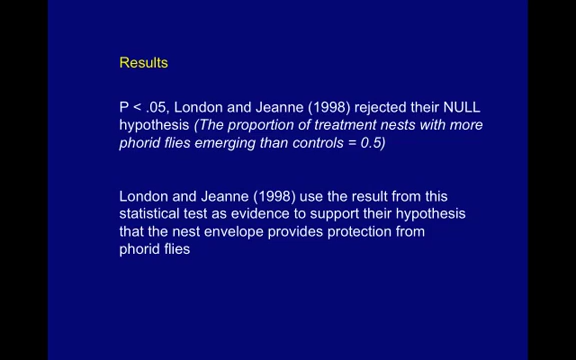 Results
P < .05, London and Jeanne (1998) rejected their NULL
hypothesis (The proportion of treatment nests with more
phorid flies emerging than controls = 0.5)
London and Jeanne (1998) use the result from this
statistical test as evidence to support their hypothesis
that the nest envelope provides protection from
phorid flies